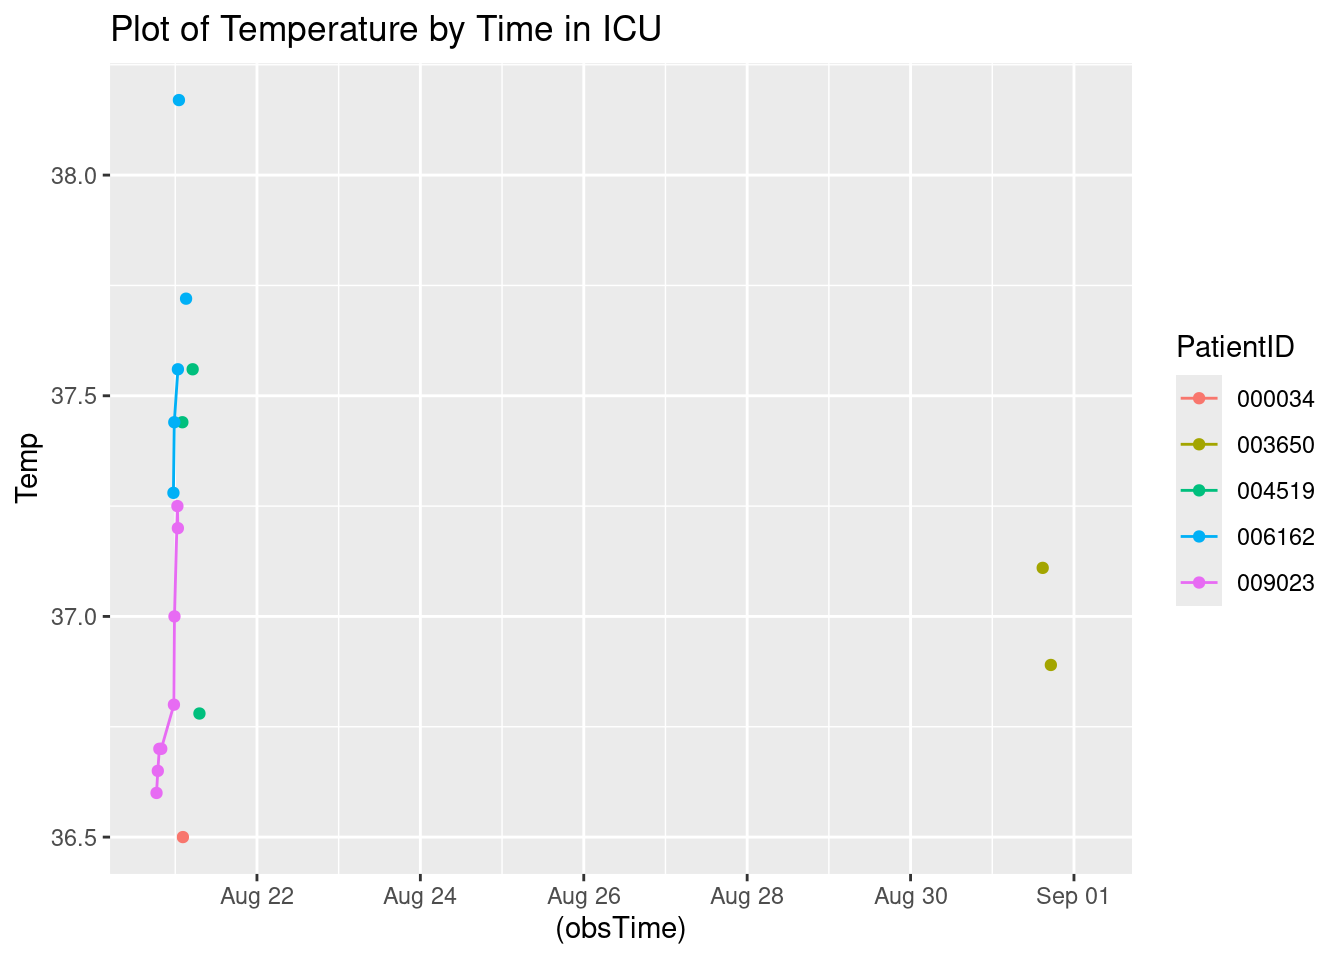 Plot of Temperature by Time in ICU
38.0
37.5
37.0
36.5
Temp
Aug 22
Aug 24
Aug 26
Aug 28
Aug 30
Sep 01
(obsTime)
PatientID
000034
003650
004519
006162
009023